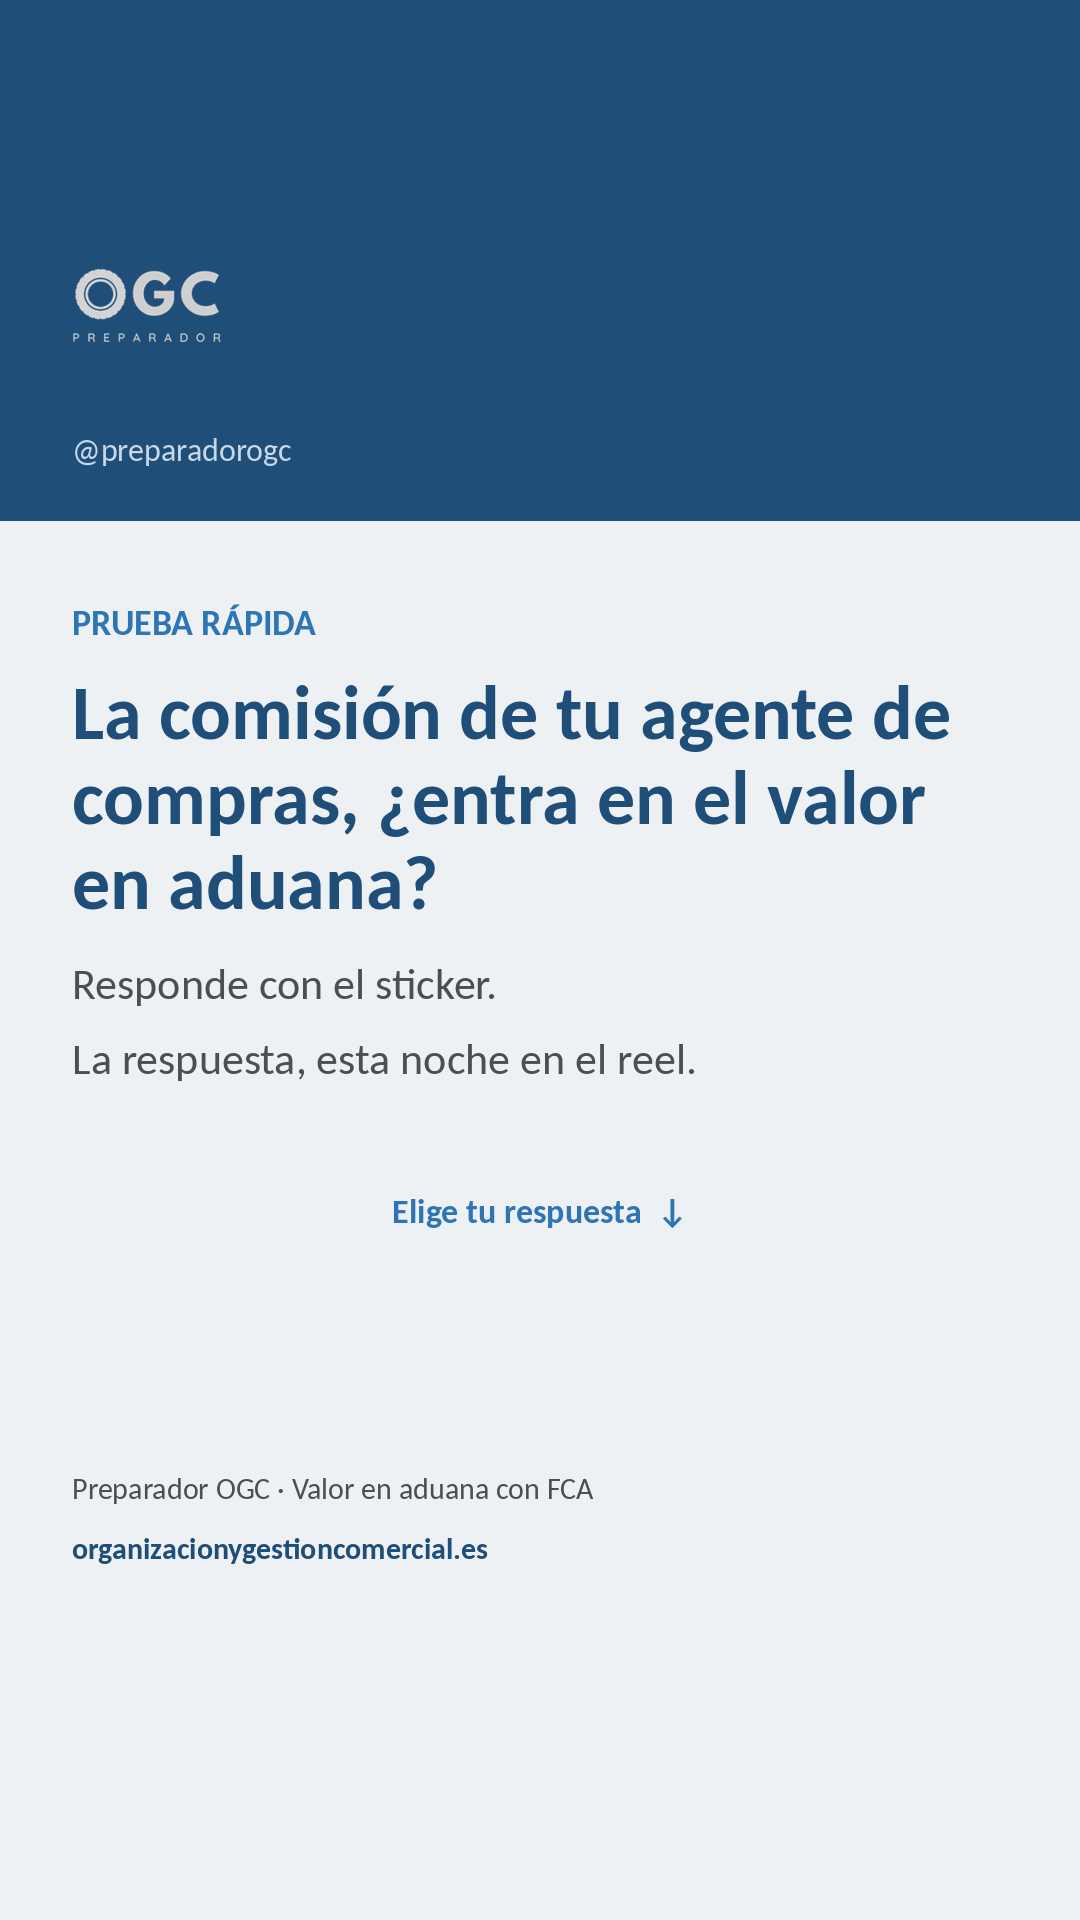 OGC
PREPARADOR
@preparadorogc
PRUEBA RÁPIDA
La comisión de tu agente de
compras, ¿entra en el valor
en aduana?
Responde con el sticker.
La respuesta, esta noche en el reel.
Elige tu respuesta ↓
Preparador OGC · Valor en aduana con FCA
organizacionygestioncomercial.es